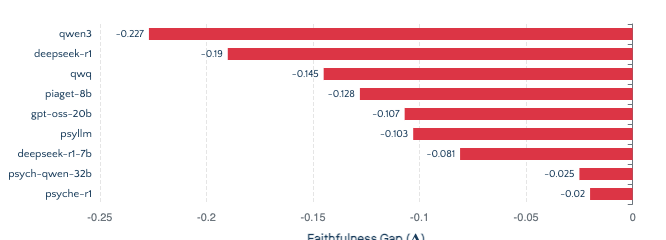 qwen3 -0.227
deepseek-r1 -0.19
qwq -0.145
piaget-8b -0.128
gpt-oss-20b -0.107
psyllm -0.103
deepseek-r1-7b -0.081
psych-qwen-32b -0.025
psyche-r1 -0.02
-0.25 -0.2 -0.15 -0.1 -0.05 0
Faithfulness Gap (Δ)